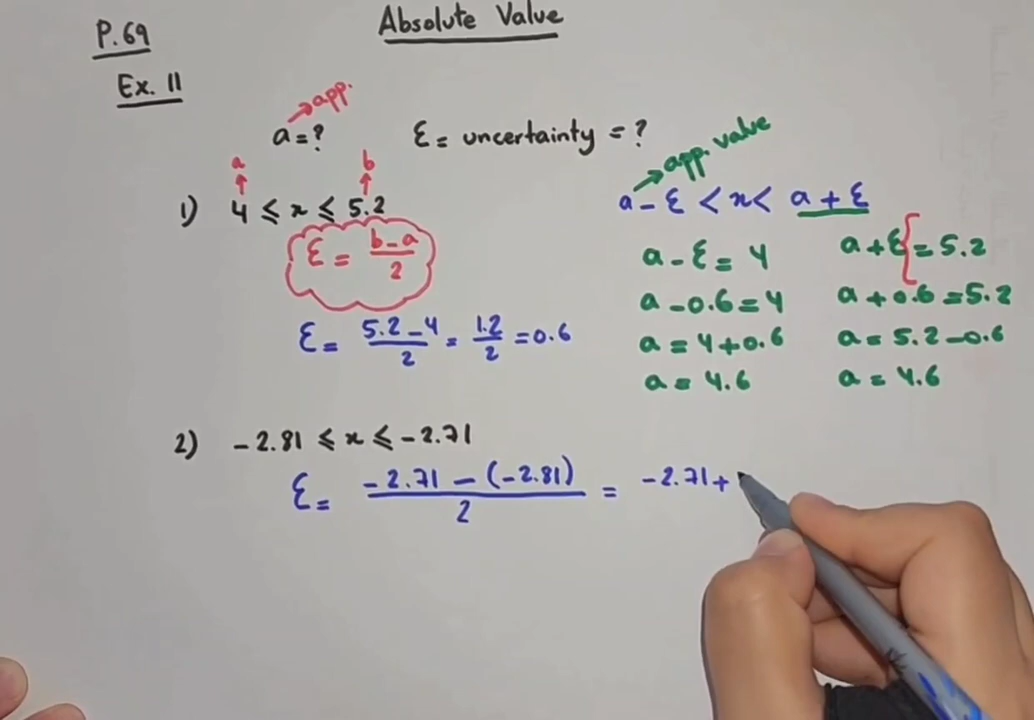 Absolute Value
P.69
Ex. 11
app.
a = ? ε = uncertainty = ?
app. value
a b
1) 4 ⩽ x ⩽ 5.2
a - ε < x < a + ε
ε = b-a/2
a - ε = 4
a + ε = 5.2
a - 0.6 = 4
a + 0.6 = 5.2
ε = 5.2-4/2 = 1.2/2 = 0.6
a = 4+0.6
a = 5.2-0.6
a = 4.6
a = 4.6
2) -2.81 ⩽ x ⩽ -2.71
ε = -2.71 - (-2.81)/2 = -2.71 +